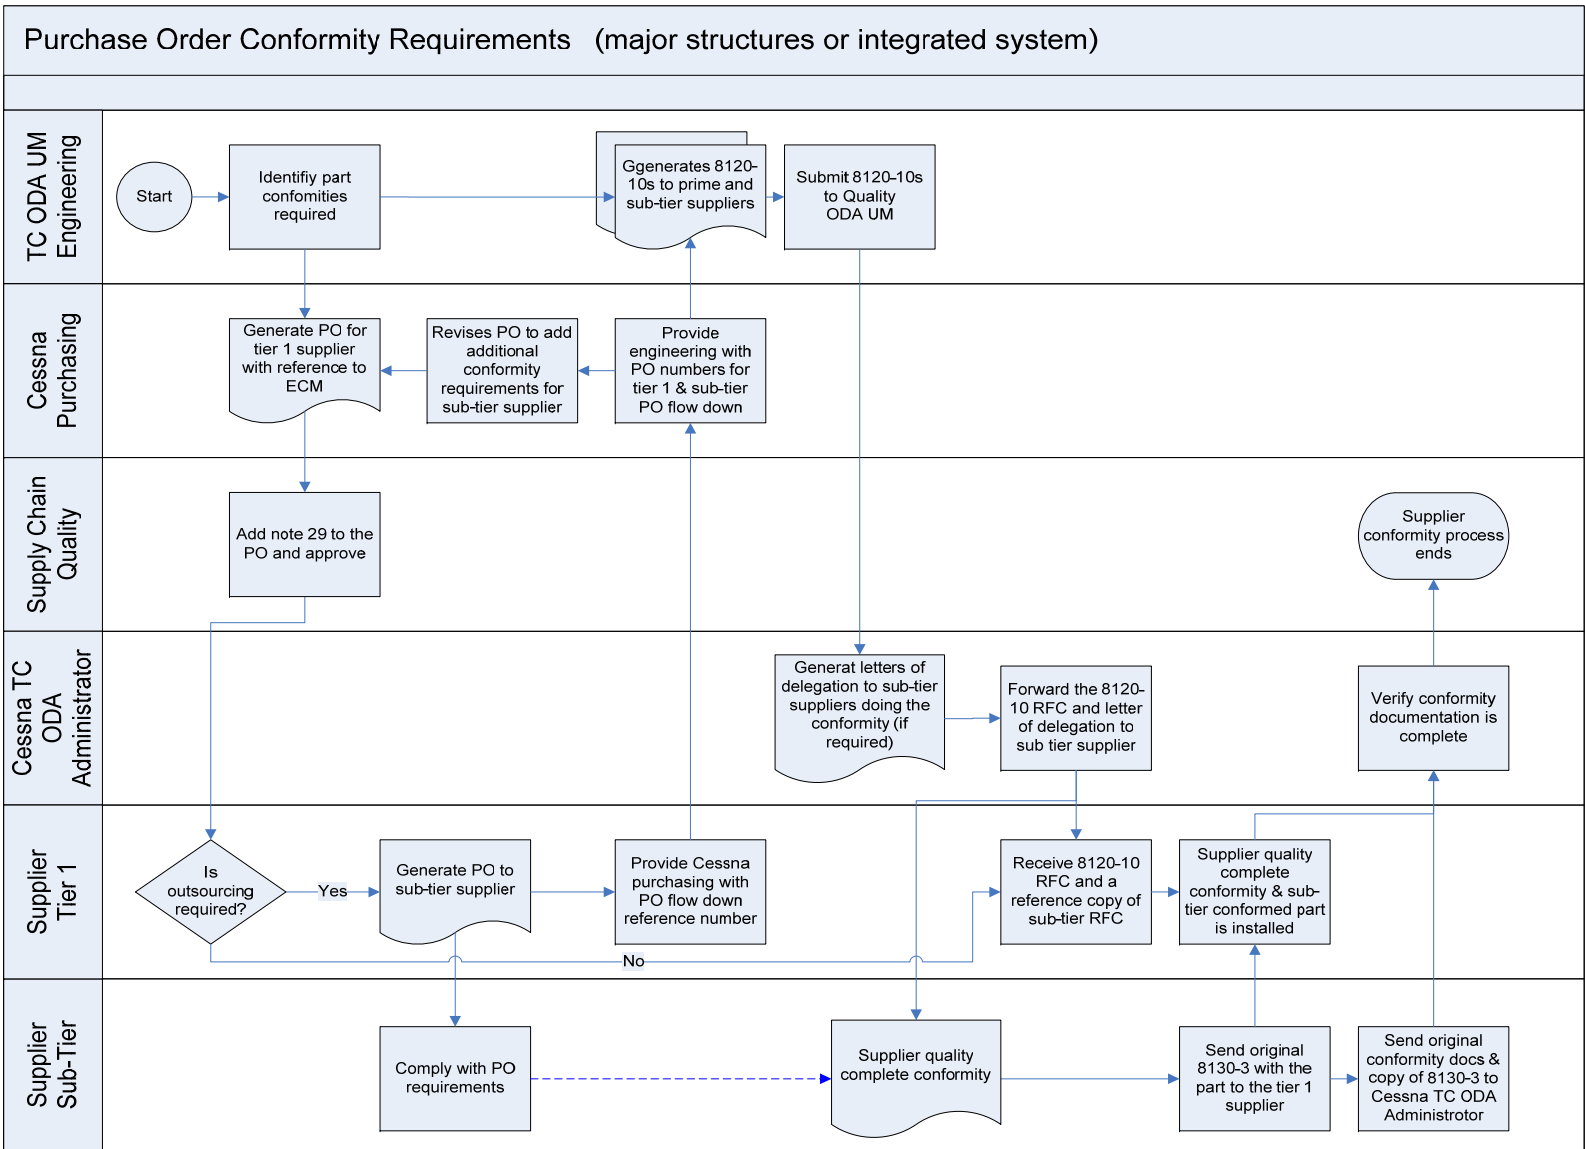 Purchase Order Conformity Requirements (major structures or integrated system)
TC ODA UM
Engineering
Start
Identifiy part
confomities
required
Ggenerates 8120-
10s to prime and
sub-tier suppliers
Submit 8120-10s
to Quality
ODA UM
Cessna
Purchasing
Generate PO for
tier 1 supplier
with reference to
ECM
Revises PO to add
additional
conformity
requirements for
sub-tier supplier
Provide
engineering with
PO numbers for
tier 1 & sub-tier
PO flow down
Supply Chain
Quality
Add note 29 to the
PO and approve
Supplier
conformity process
ends
Cessna TC
ODA
Administrator
Generat letters of
delegation to sub-tier
suppliers doing the
conformity (if
required)
Forward the 8120-
10 RFC and letter
of delegation to
sub tier supplier
Verify conformity
documentation is
complete
Supplier
Tier 1
Is
outsourcing
required?
Yes
Generate PO to
sub-tier supplier
Provide Cessna
purchasing with
PO flow down
reference number
Receive 8120-10
RFC and a
reference copy of
sub-tier RFC
Supplier quality
complete
conformity & sub-
tier conformed part
is installed
No
Supplier
Sub-Tier
Comply with PO
requirements
Supplier quality
complete conformity
Send original
8130-3 with the
part to the tier 1
supplier
Send original
conformity docs &
copy of 8130-3 to
Cessna TC ODA
Administrotor